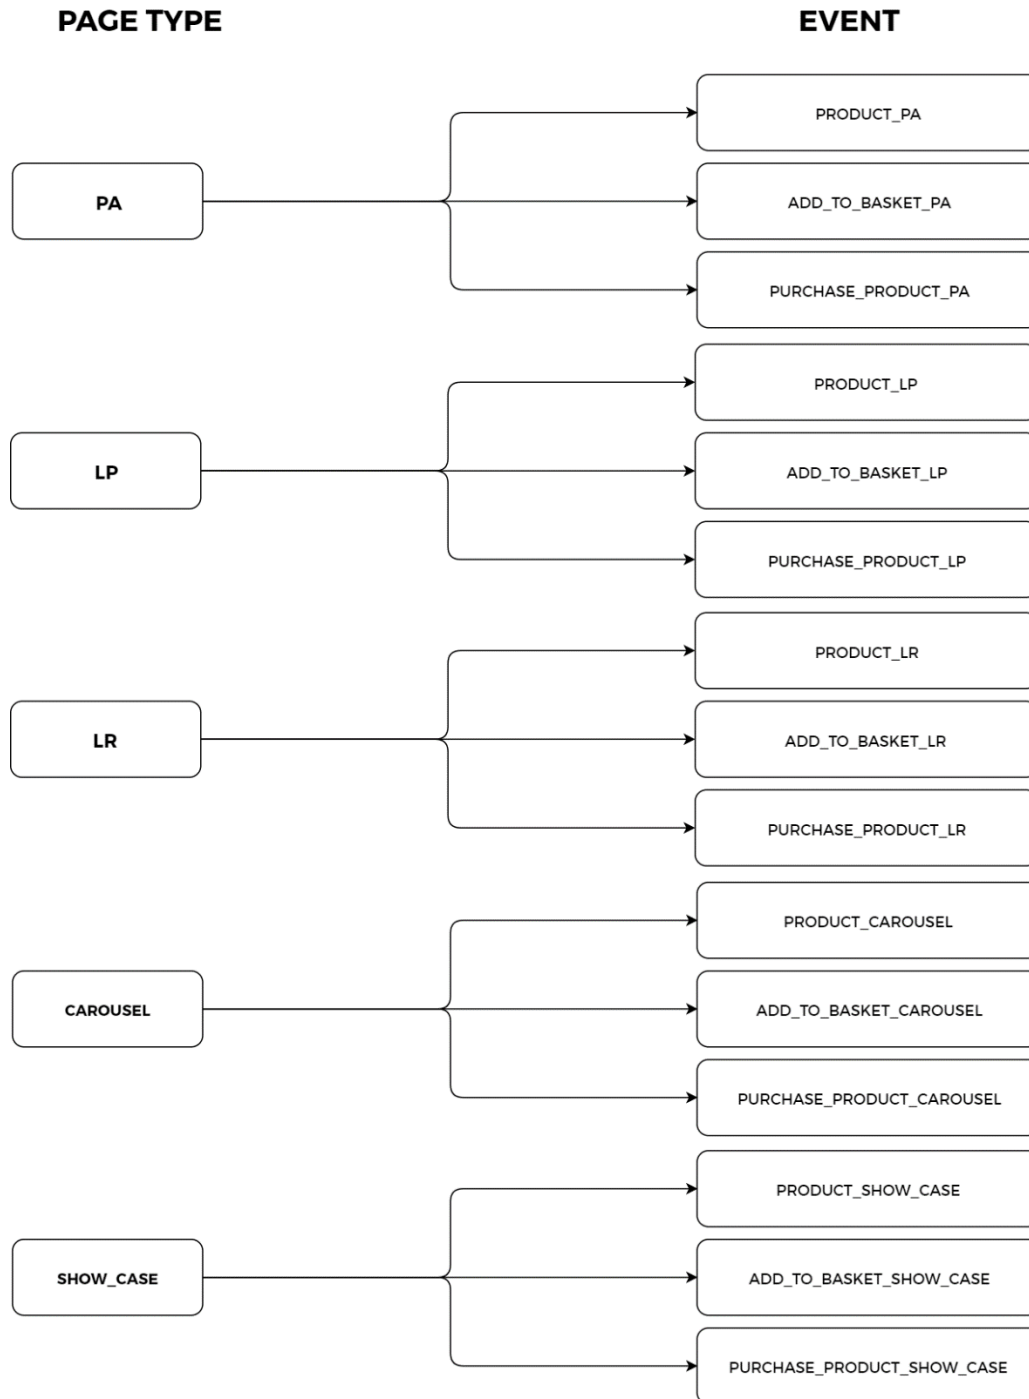 PAGE TYPE
EVENT
PA
PRODUCT_PA
ADD_TO_BASKET_PA
PURCHASE_PRODUCT_PA
LP
PRODUCT_LP
ADD_TO_BASKET_LP
PURCHASE_PRODUCT_LP
LR
PRODUCT_LR
ADD_TO_BASKET_LR
PURCHASE_PRODUCT_LR
CAROUSEL
PRODUCT_CAROUSEL
ADD_TO_BASKET_CAROUSEL
PURCHASE_PRODUCT_CAROUSEL
SHOW_CASE
PRODUCT_SHOW_CASE
ADD_TO_BASKET_SHOW_CASE
PURCHASE_PRODUCT_SHOW_CASE